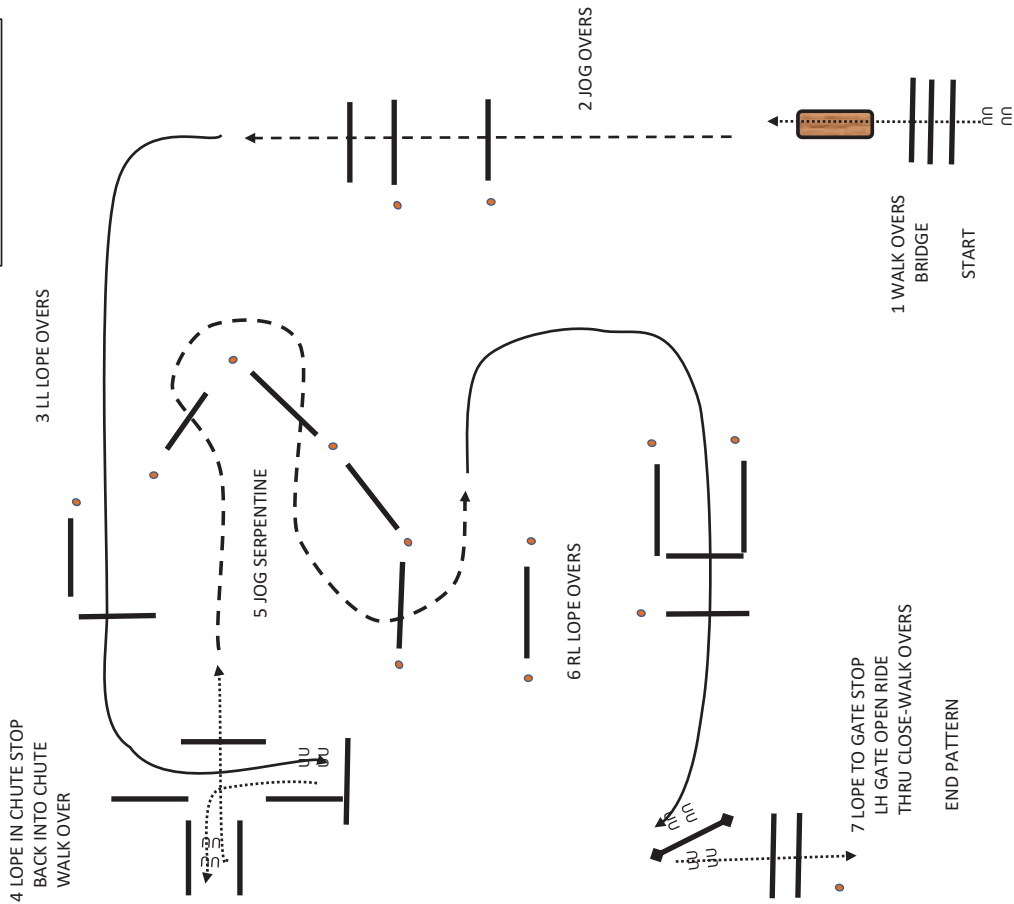 1 WALK OVERS
BRIDGE
START
2 JOG OVERS
3 LL LOPE OVERS
4 LOPE IN CHUTE STOP
BACK INTO CHUTE
WALK OVER
5 JOG SERPENTINE
6 RL LOPE OVERS
7 LOPE TO GATE STOP
LH GATE OPEN RIDE
THRU CLOSE-WALK OVERS
END PATTERN